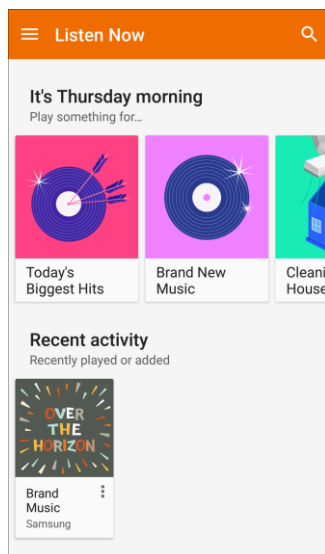 Listen Now
It's Thursday morning
Play something for...
Today's
Biggest Hits
Brand New
Music
Cleani
House
Recent activity
Recently played or added
OVER
THE
HORIZON
Brand
Music
Samsung